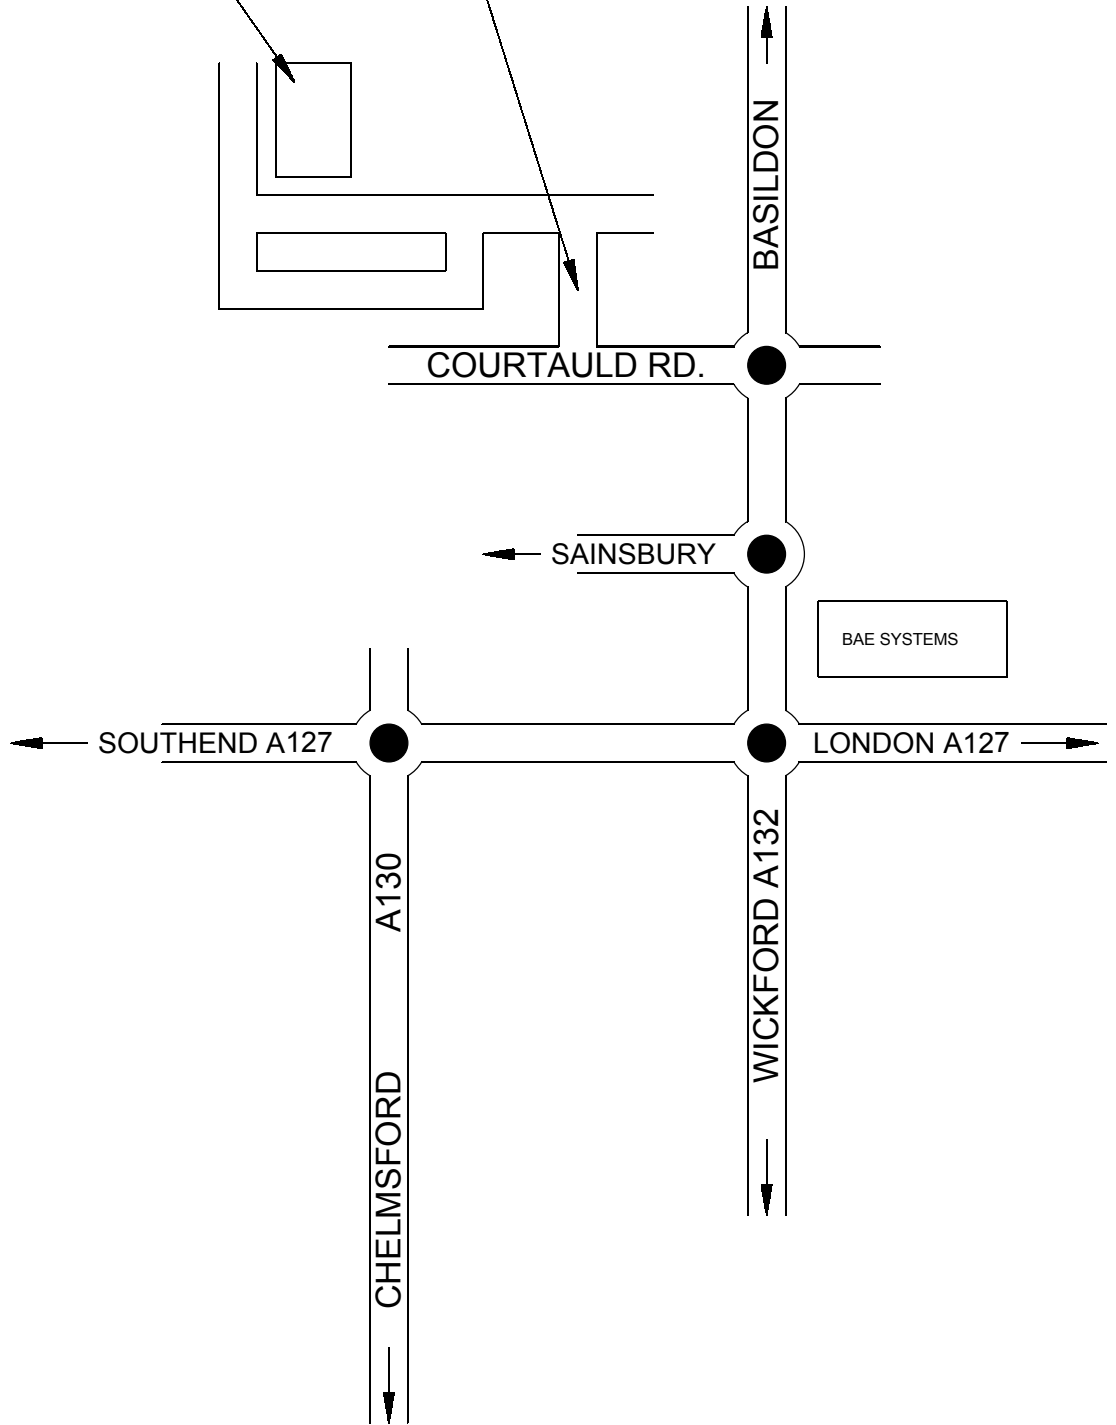 BASILDON
COURTAULD RD.
SAINSBURY
BAE SYSTEMS
SOUTHEND A127
LONDON A127
A130
WICKFORD A132
CHELMSFORD